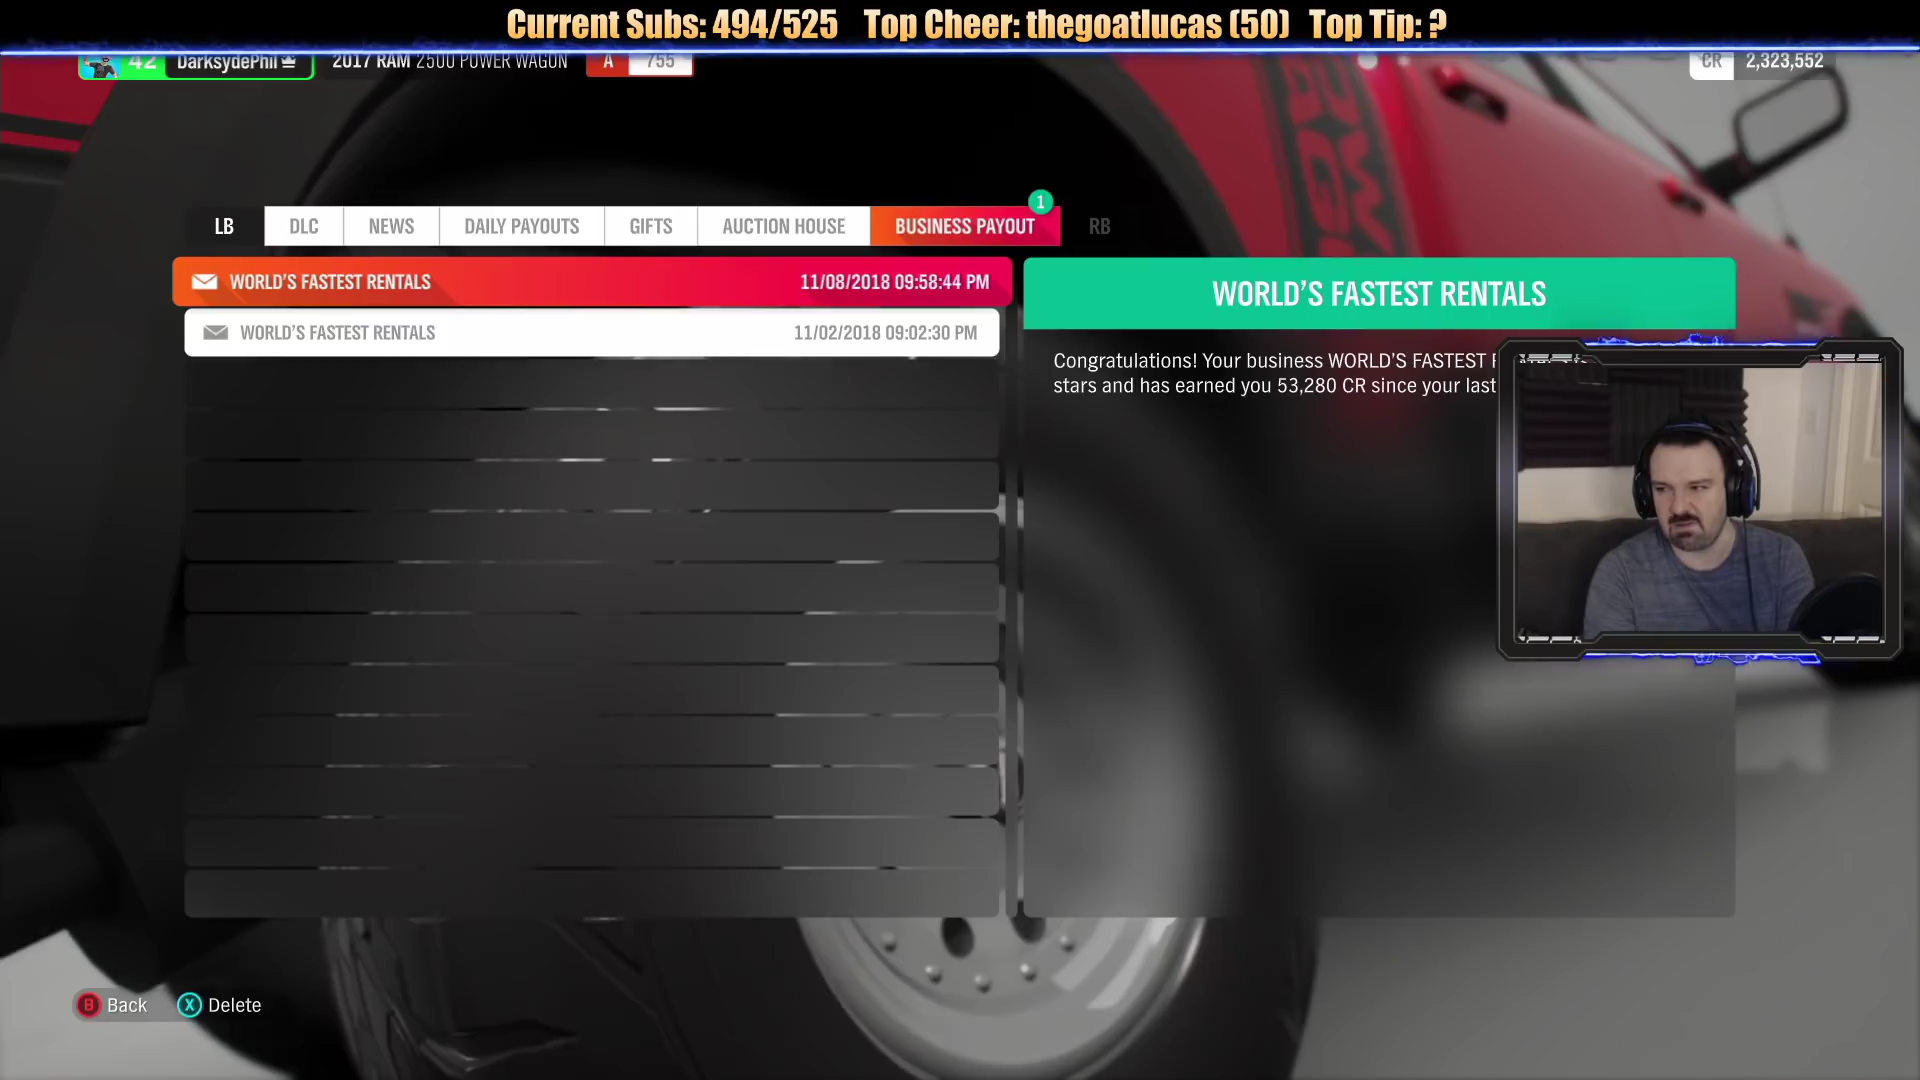 Current Subs: 494/525 Top Cheer: thegoatlucas (50) Top Tip: ?
42 DarksydePhil 2017 RAM 2500 POWER WAGON A 755 CR 2,323,552
LB DLC NEWS DAILY PAYOUTS GIFTS AUCTION HOUSE BUSINESS PAYOUT 1 RB
WORLD'S FASTEST RENTALS 11/08/2018 09:58:44 PM
WORLD'S FASTEST RENTALS 11/02/2018 09:02:30 PM
WORLD'S FASTEST RENTALS
Congratulations! Your business WORLD'S FASTEST
stars and has earned you 53,280 CR since your last
B Back X Delete